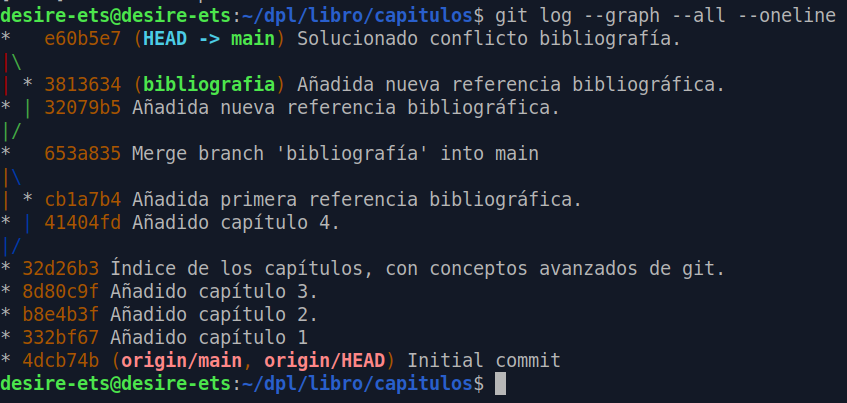 desire-ets@desire-ets:~/dpl/libro/capitulos$ git log --graph --all --oneline
*   e60b5e7 (HEAD -> main) Solucionado conflicto bibliografía.
|\
| * 3813634 (bibliografia) Añadida nueva referencia bibliográfica.
* | 32079b5 Añadida nueva referencia bibliográfica.
|/
*   653a835 Merge branch 'bibliografía' into main
|\
| * cb1a7b4 Añadida primera referencia bibliográfica.
* | 41404fd Añadido capítulo 4.
|/
* 32d26b3 Índice de los capítulos, con conceptos avanzados de git.
* 8d80c9f Añadido capítulo 3.
* b8e4b3f Añadido capítulo 2.
* 332bf67 Añadido capítulo 1
* 4dcb74b (origin/main, origin/HEAD) Initial commit
desire-ets@desire-ets:~/dpl/libro/capitulos$